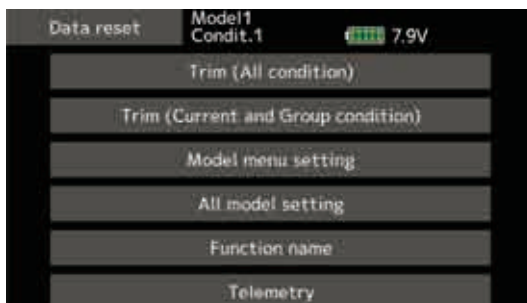 Data reset
Model1
Condit.1
7.9V
Trim (All condition)
Trim (Current and Group condition)
Model menu setting
All model setting
Function name
Telemetry